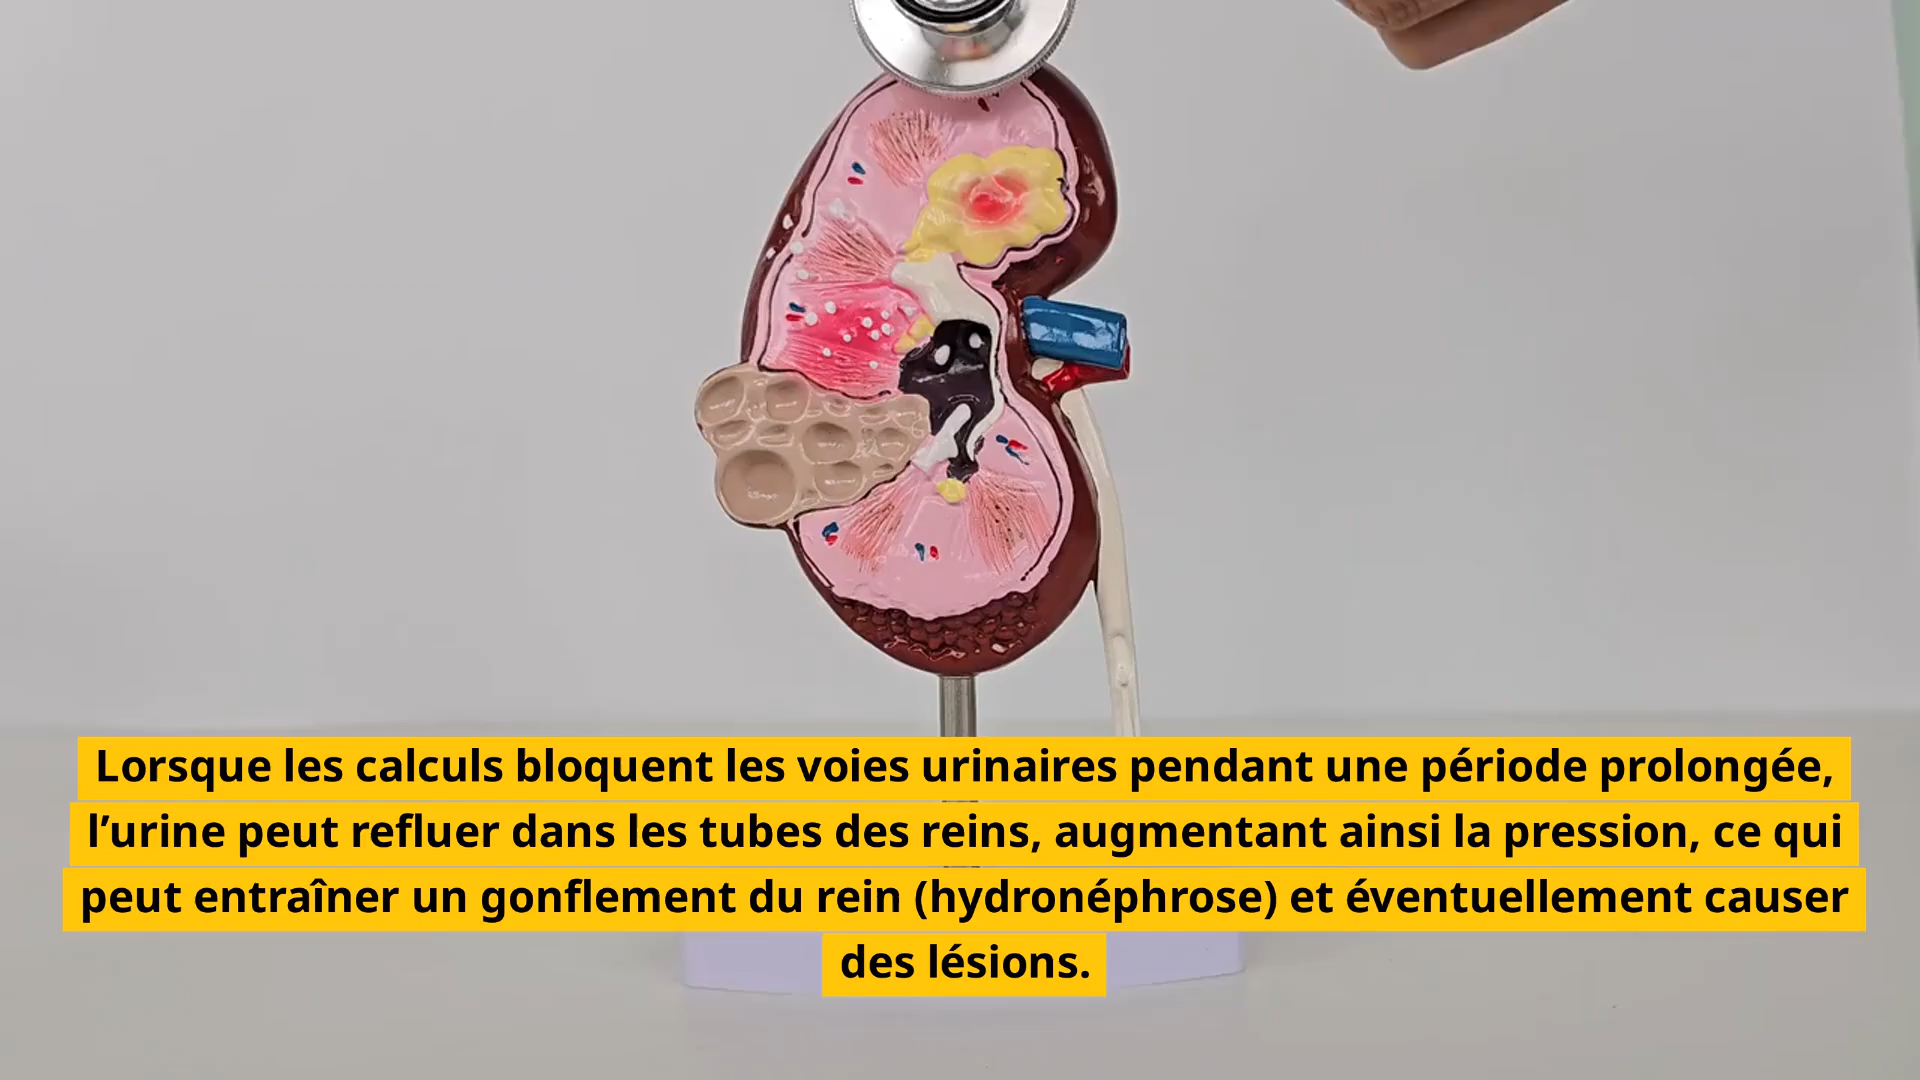 Lorsque les calculs bloquent les voies urinaires pendant une période prolongée,
l’urine peut refluer dans les tubes des reins, augmentant ainsi la pression, ce qui
peut entraîner un gonflement du rein (hydronéphrose) et éventuellement causer
des lésions.